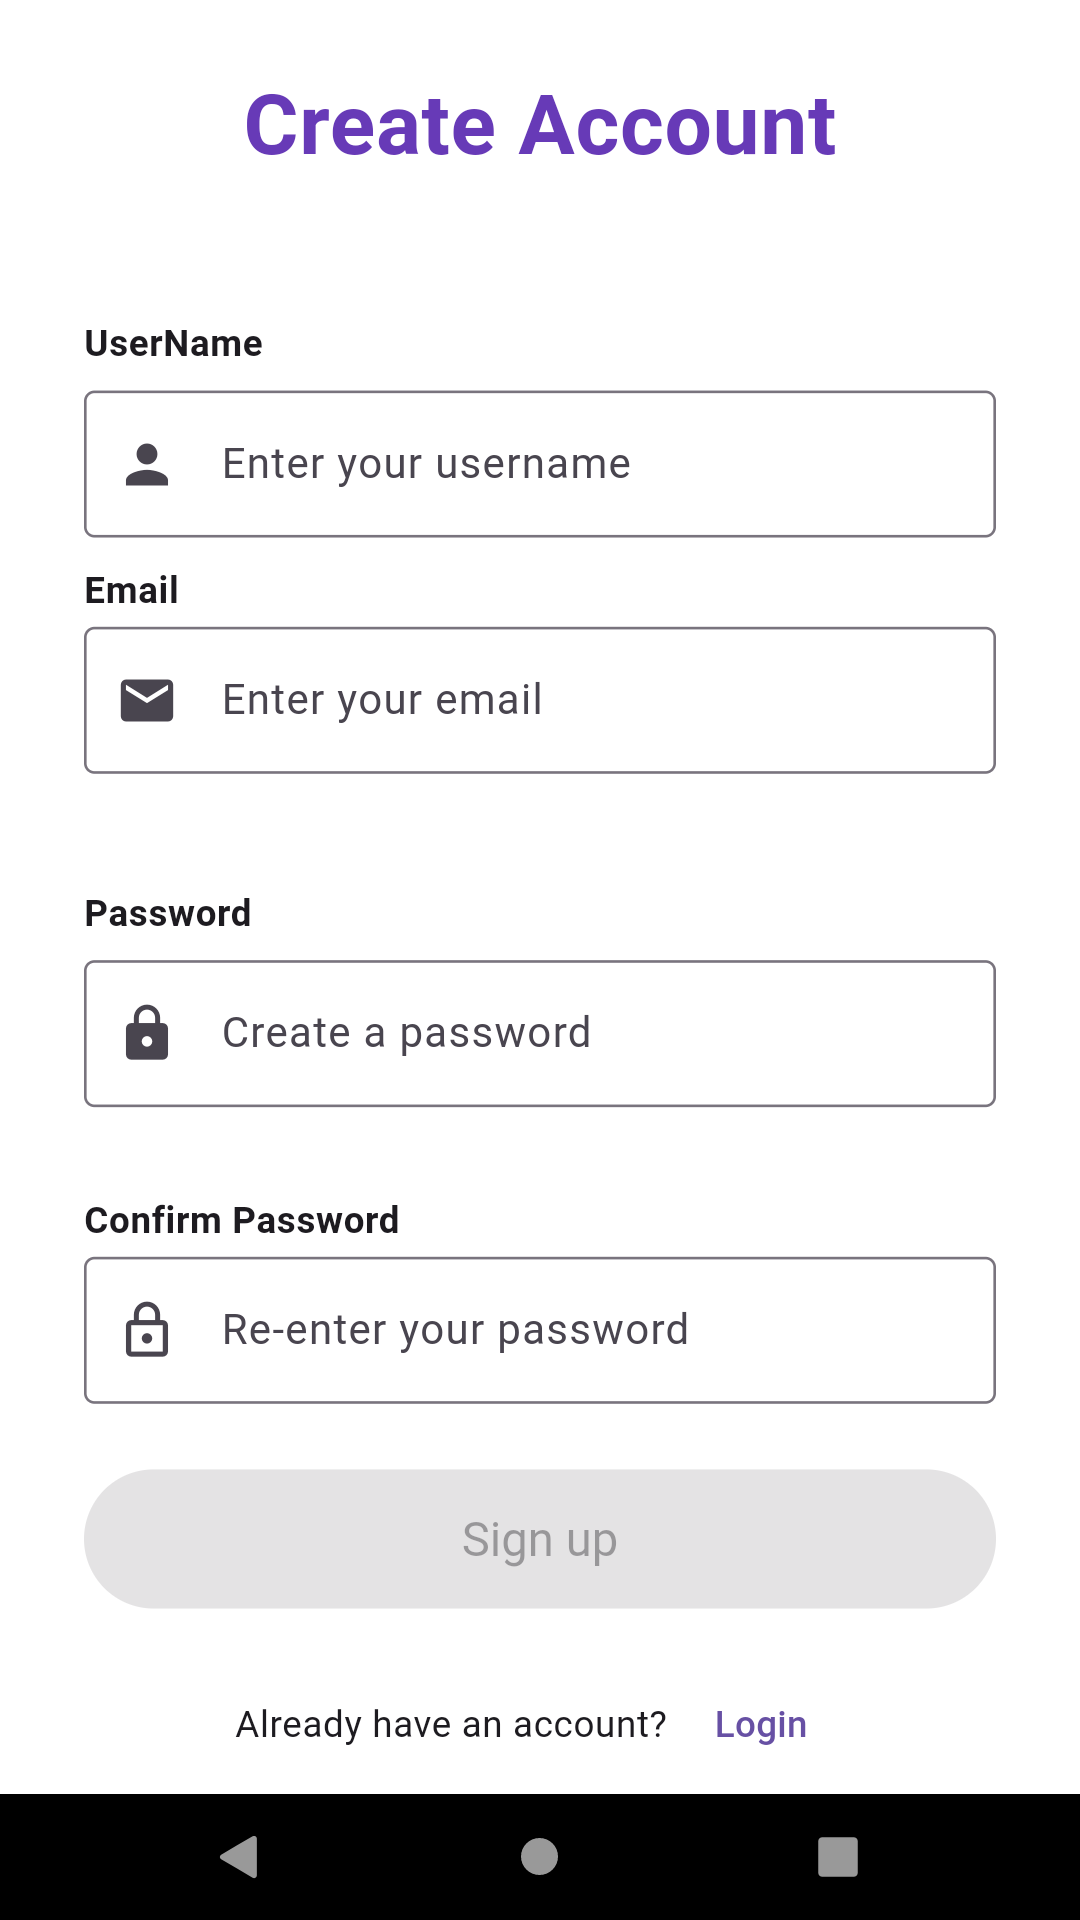 Create Account
UserName
Enter your username
Email
Enter your email
Password
Create a password
Confirm Password
Re-enter your password
Sign up
Already have an account? Login